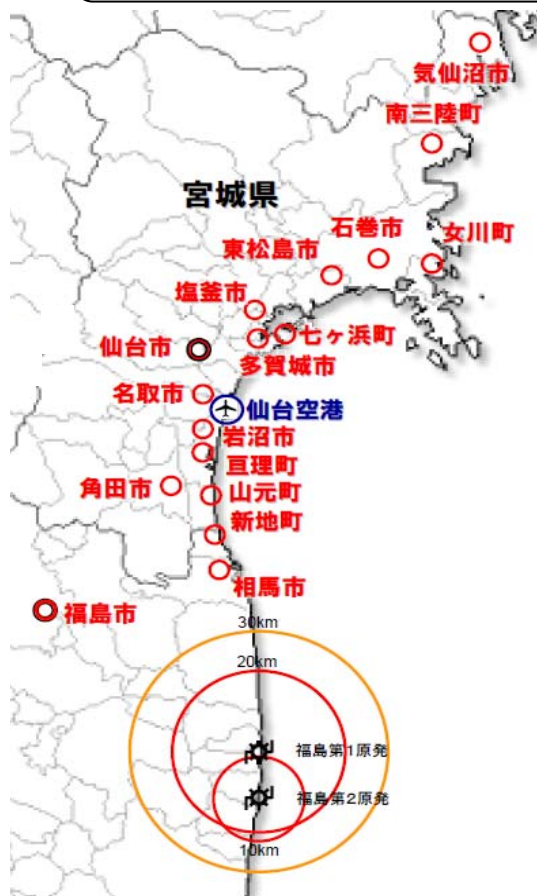 気仙沼市
南三陸町
宮城県
石巻市
女川町
東松島市
塩釜市
七ヶ浜町
仙台市
多賀城市
名取市
仙台空港
岩沼市
亘理町
角田市
山元町
新地町
相馬市
福島市
30km
20km
福島第1原発
福島第2原発
10km